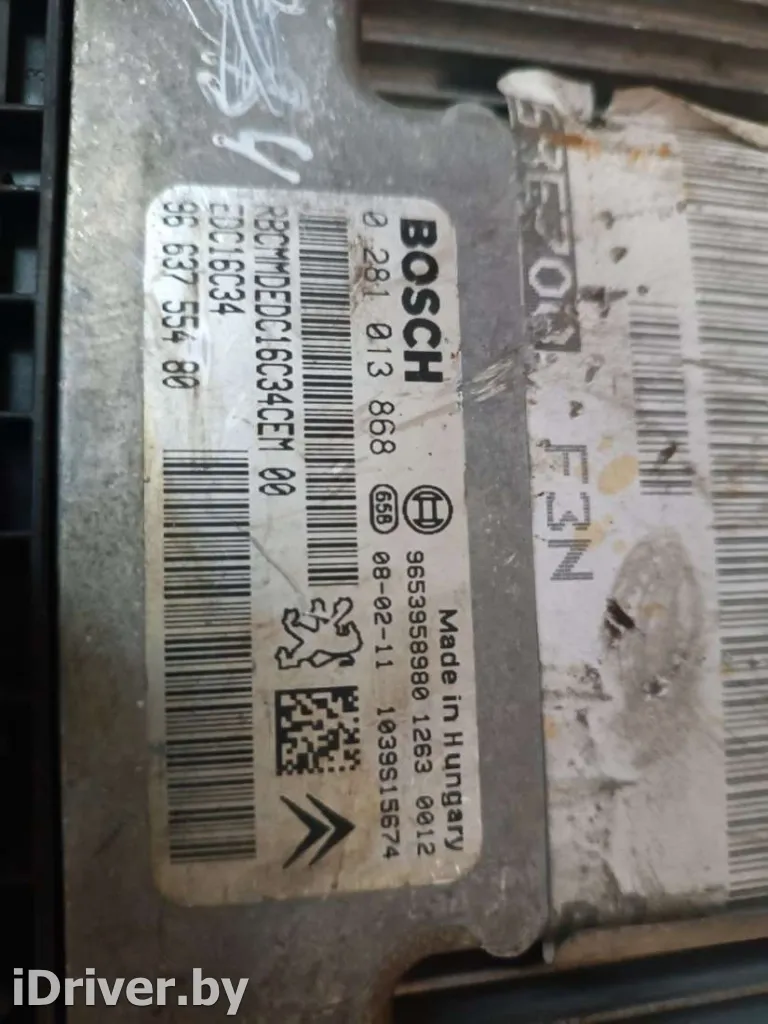 BOSCH
Made in Hungary
0 281 013 868
9653958980 1263 0012
658 08-02-11 1039S15674
RBCMMDEDC16C34CEM 00
EDC16C34
96 637 554 80
F3N
iDriver.by